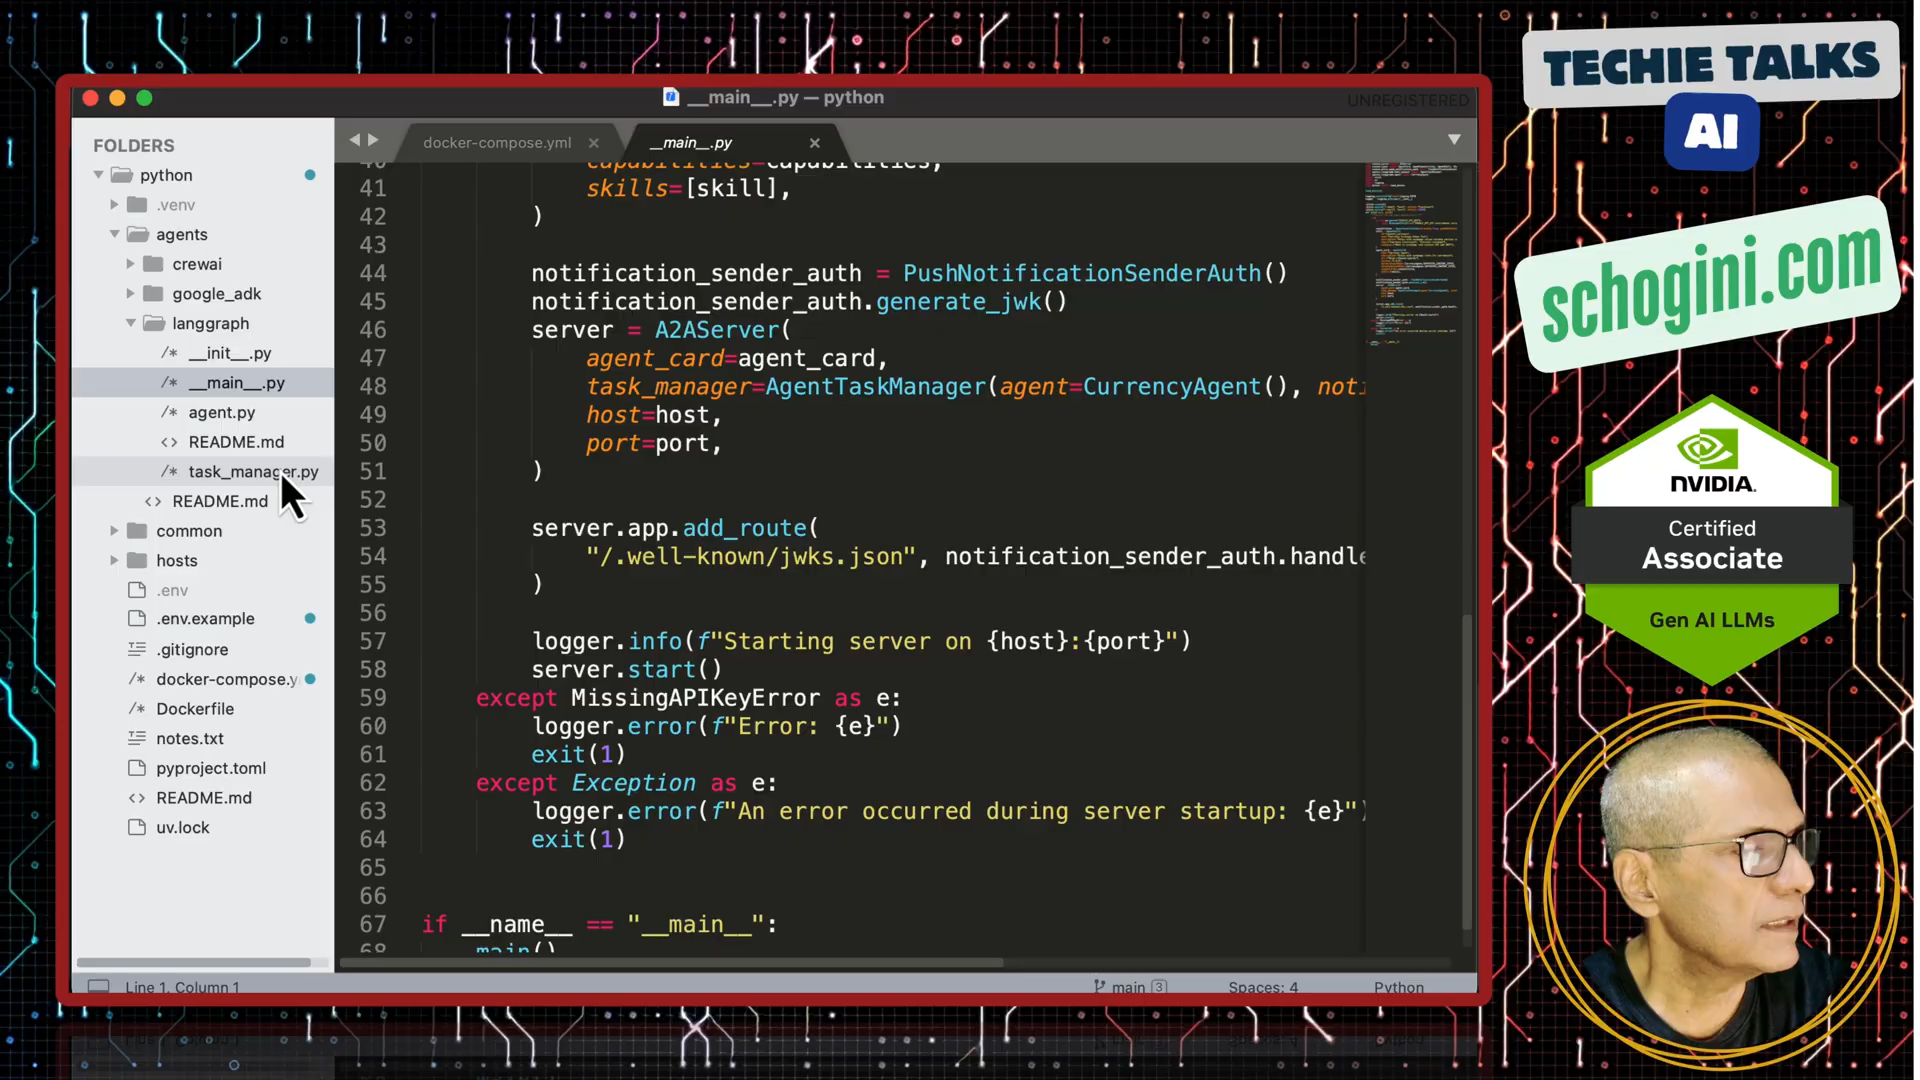 TECHIE TALKS
AI
schogini.com
NVIDIA.
Certified
Associate
Gen AI LLMs
__main__.py — python
UNREGISTERED
FOLDERS
python
.venv
agents
crewai
google_adk
langgraph
/* __init__.py
/* __main__.py
/* agent.py
<> README.md
/* task_manager.py
<> README.md
common
hosts
.env
.env.example
.gitignore
/* docker-compose.y
/* Dockerfile
notes.txt
pyproject.toml
<> README.md
uv.lock
docker-compose.yml
__main__.py
40 capabilities=capabilities,
41 skills=[skill],
42 )
43
44 notification_sender_auth = PushNotificationSenderAuth()
45 notification_sender_auth.generate_jwk()
46 server = A2AServer(
47 agent_card=agent_card,
48 task_manager=AgentTaskManager(agent=CurrencyAgent(), noti
49 host=host,
50 port=port,
51 )
52
53 server.app.add_route(
54 "/.well-known/jwks.json", notification_sender_auth.handle
55 )
56
57 logger.info(f"Starting server on {host}:{port}")
58 server.start()
59 except MissingAPIKeyError as e:
60 logger.error(f"Error: {e}")
61 exit(1)
62 except Exception as e:
63 logger.error(f"An error occurred during server startup: {e}")
64 exit(1)
65
66
67 if __name__ == "__main__":
68 main()
Line 1, Column 1
main 3
Spaces: 4
Python